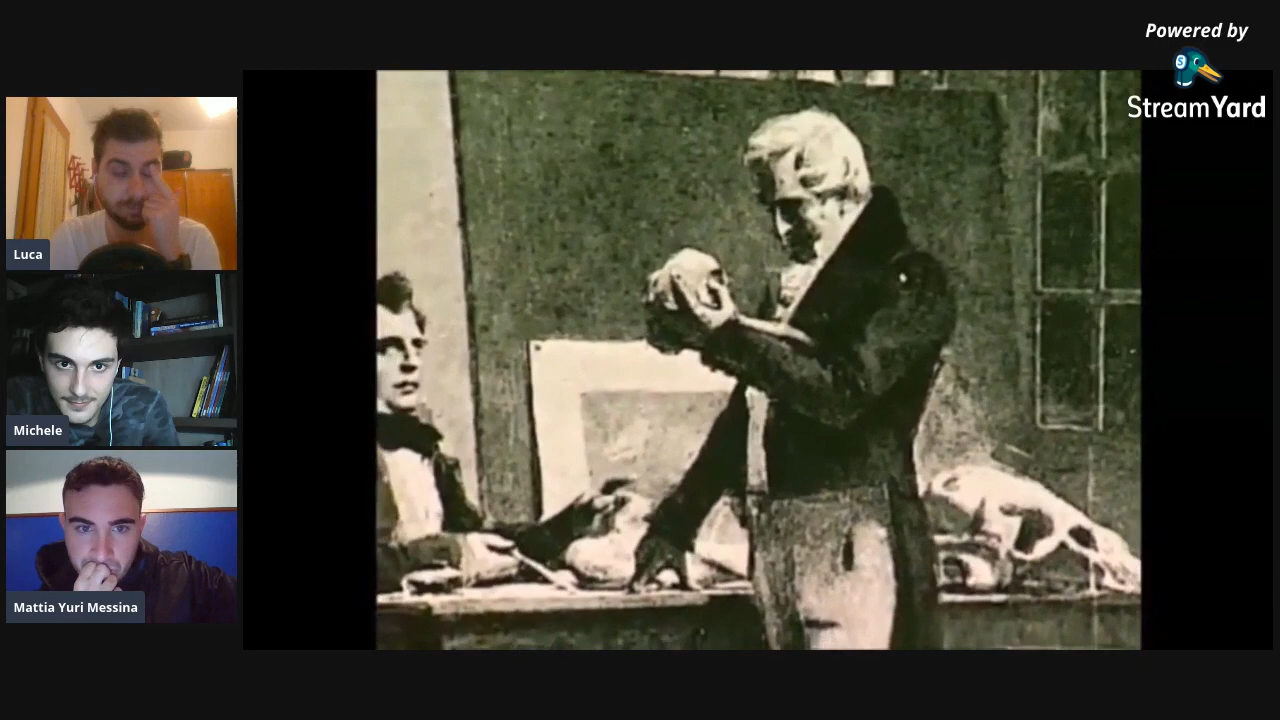 Powered by
StreamYard
Luca
Michele
Mattia Yuri Messina